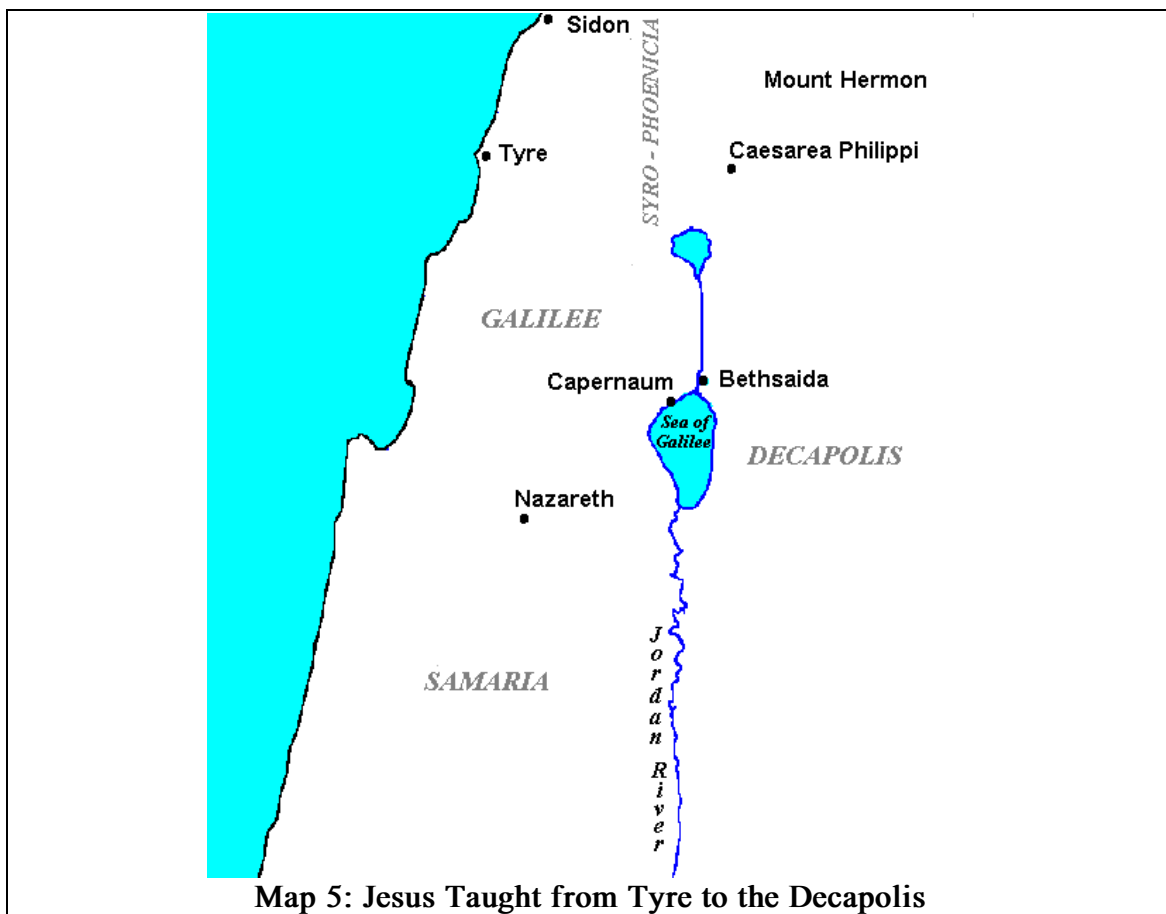 Sidon
SYRO - PHOENICIA
Mount Hermon
Tyre
Caesarea Philippi
GALILEE
Capernaum
Bethsaida
Sea of
Galilee
DECAPOLIS
Nazareth
SAMARIA
Jordan River
Map 5: Jesus Taught from Tyre to the Decapolis